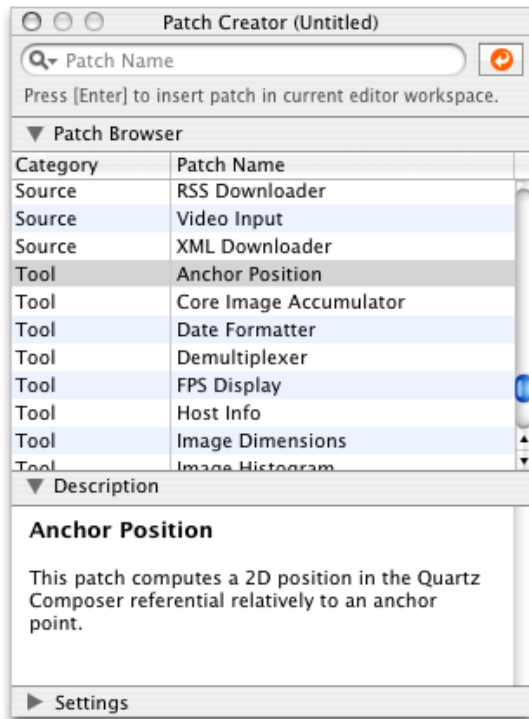 Patch Creator (Untitled)
Patch Name
Press [Enter] to insert patch in current editor workspace.
Patch Browser
Category Patch Name
Source RSS Downloader
Source Video Input
Source XML Downloader
Tool Anchor Position
Tool Core Image Accumulator
Tool Date Formatter
Tool Demultiplexer
Tool FPS Display
Tool Host Info
Tool Image Dimensions
Tool Image Histogram
Description
Anchor Position
This patch computes a 2D position in the Quartz
Composer referential relatively to an anchor
point.
Settings